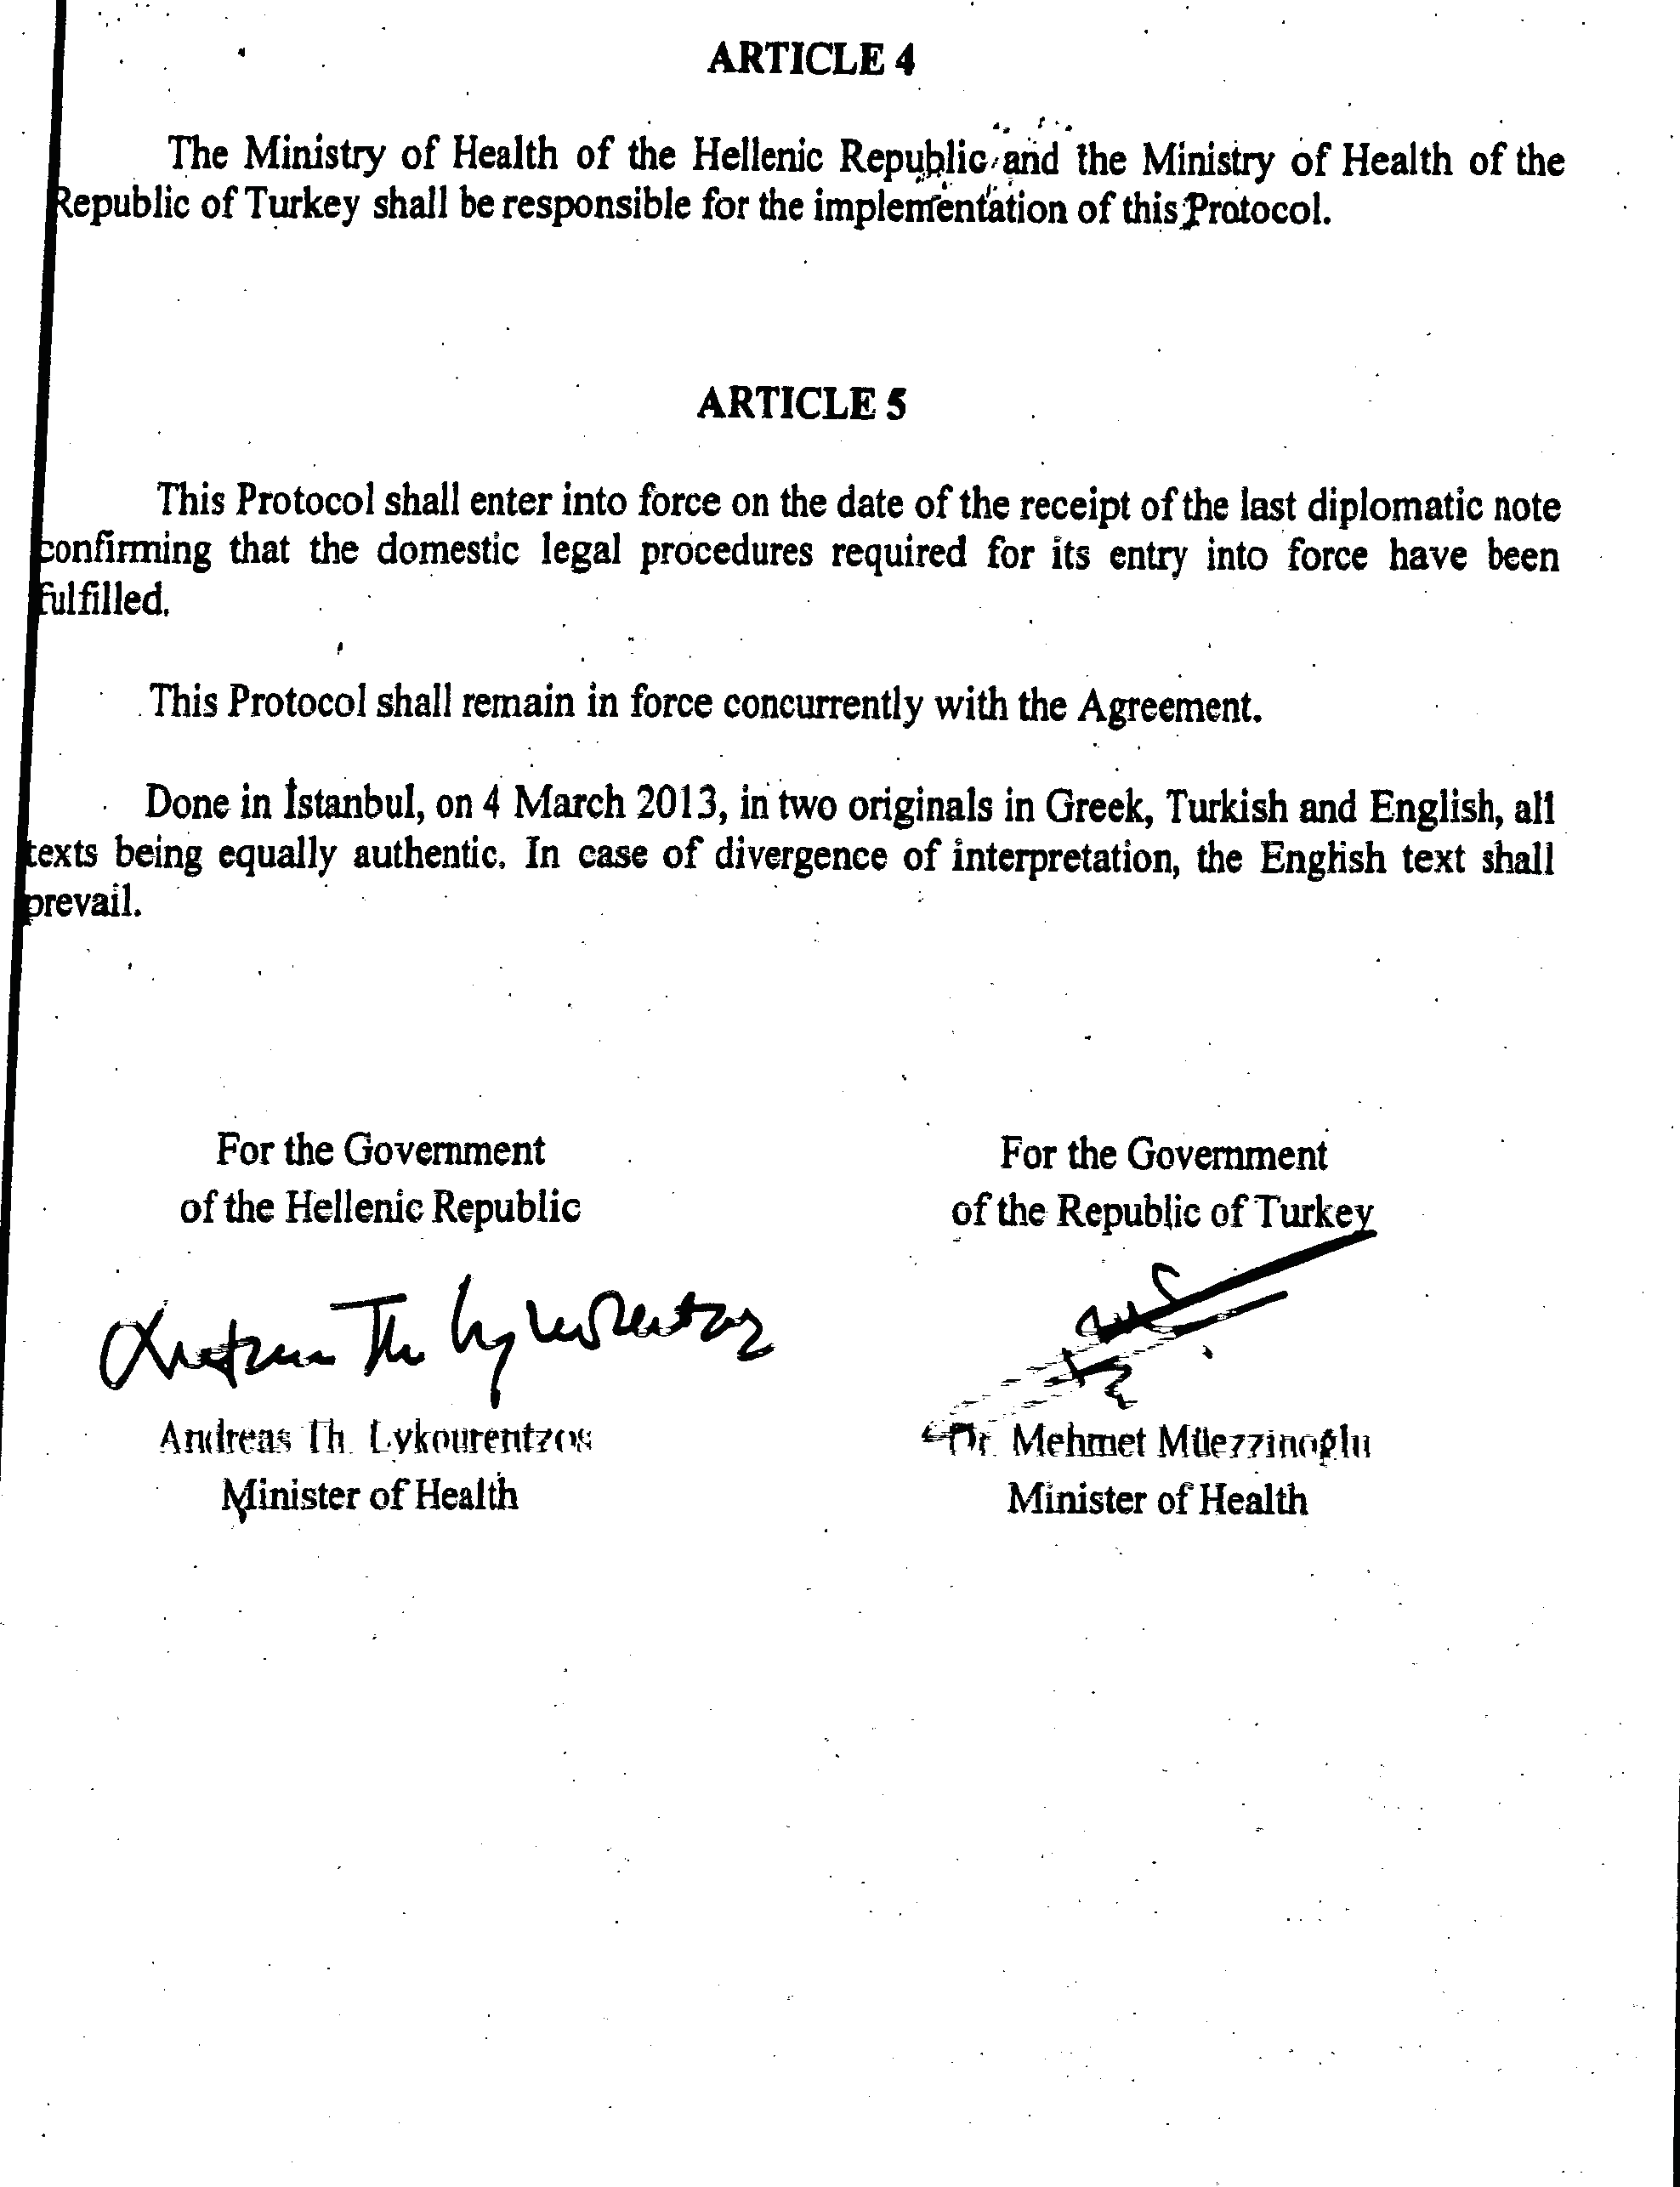 ARTICLE 4
The Ministry of Health of the Hellenic Republic and the Ministry of Health of the
Republic of Turkey shall be responsible for the implementation of this Protocol.
ARTICLE 5
This Protocol shall enter into force on the date of the receipt of the last diplomatic note
confirming that the domestic legal procedures required for its entry into force have been
fulfilled.
This Protocol shall remain in force concurrently with the Agreement.
Done in İstanbul, on 4 March 2013, in two originals in Greek, Turkish and English, all
texts being equally authentic. In case of divergence of interpretation, the English text shall
prevail.
For the Government For the Government
of the Hellenic Republic of the Republic of Turkey
Andreas Th. Lykourentzos Dr. Mehmet Müezzinoğlu
Minister of Health Minister of Health